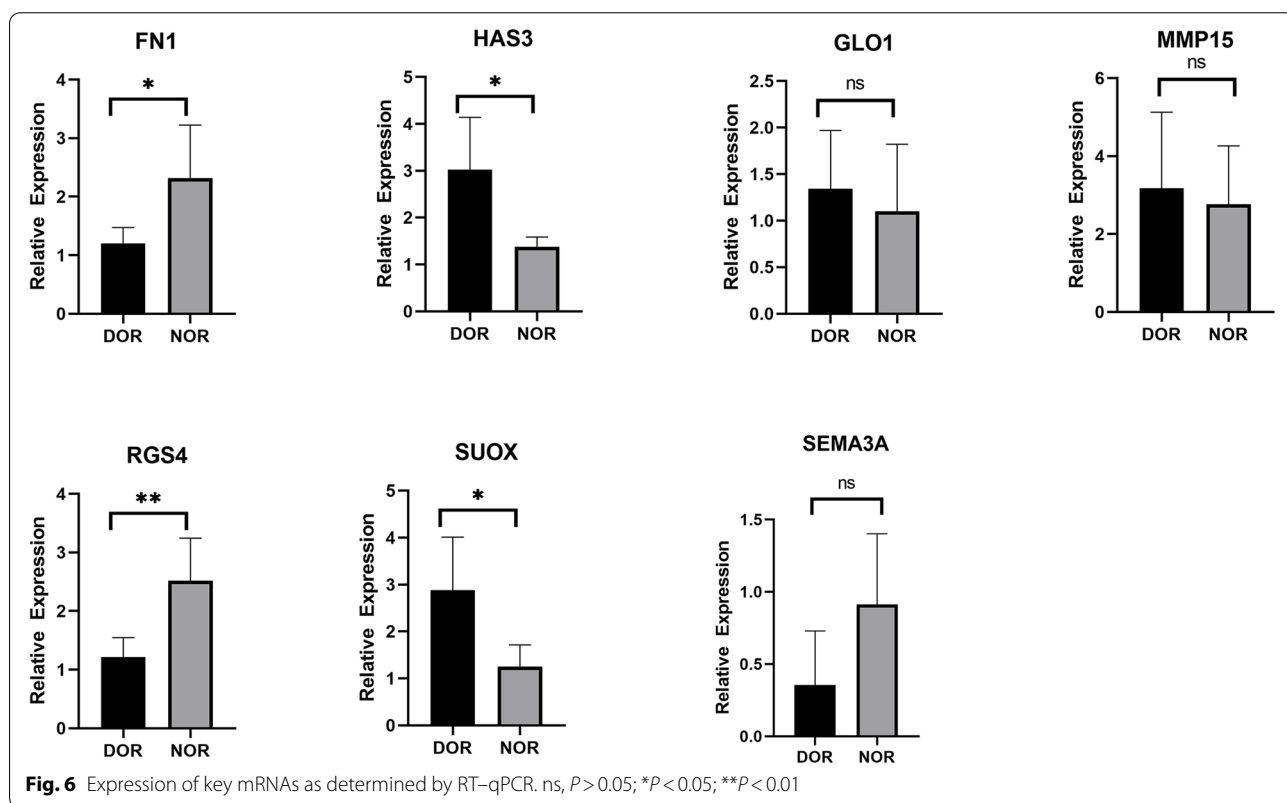 FN1
*
Relative Expression
4
3
2
1
0
DOR NOR
HAS3
*
Relative Expression
5
4
3
2
1
0
DOR NOR
GLO1
ns
Relative Expression
2.5
2.0
1.5
1.0
0.5
0.0
DOR NOR
MMP15
ns
Relative Expression
6
4
2
0
DOR NOR
RGS4
**
Relative Expression
4
3
2
1
0
DOR NOR
SUOX
*
Relative Expression
5
4
3
2
1
0
DOR NOR
SEMA3A
ns
Relative Expression
1.5
1.0
0.5
0.0
DOR NOR
Fig. 6 Expression of key mRNAs as determined by RT–qPCR. ns, P > 0.05; *P < 0.05; **P < 0.01